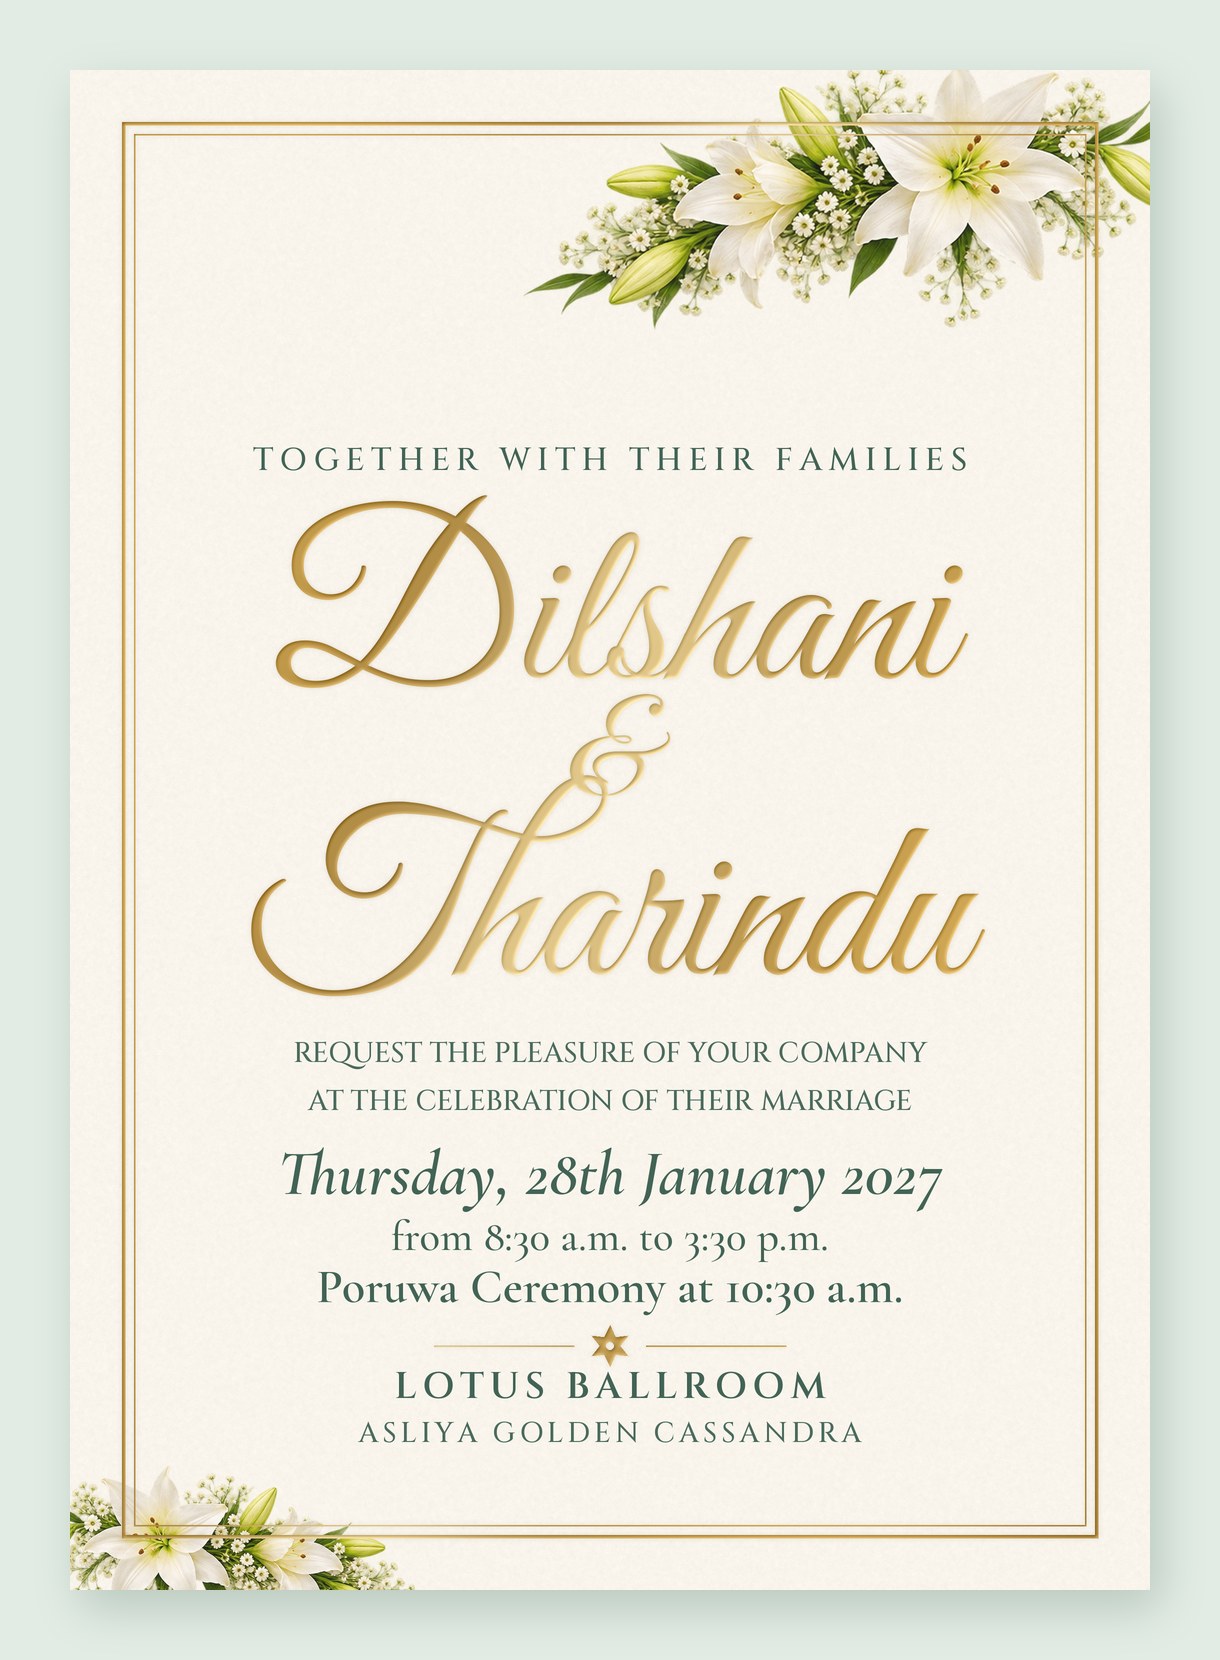 TOGETHER WITH THEIR FAMILIES
Dilshani
&
Tharindu
REQUEST THE PLEASURE OF YOUR COMPANY
AT THE CELEBRATION OF THEIR MARRIAGE
Thursday, 28th January 2027
from 8:30 a.m. to 3:30 p.m.
Poruwa Ceremony at 10:30 a.m.
LOTUS BALLROOM
ASLIYA GOLDEN CASSANDRA